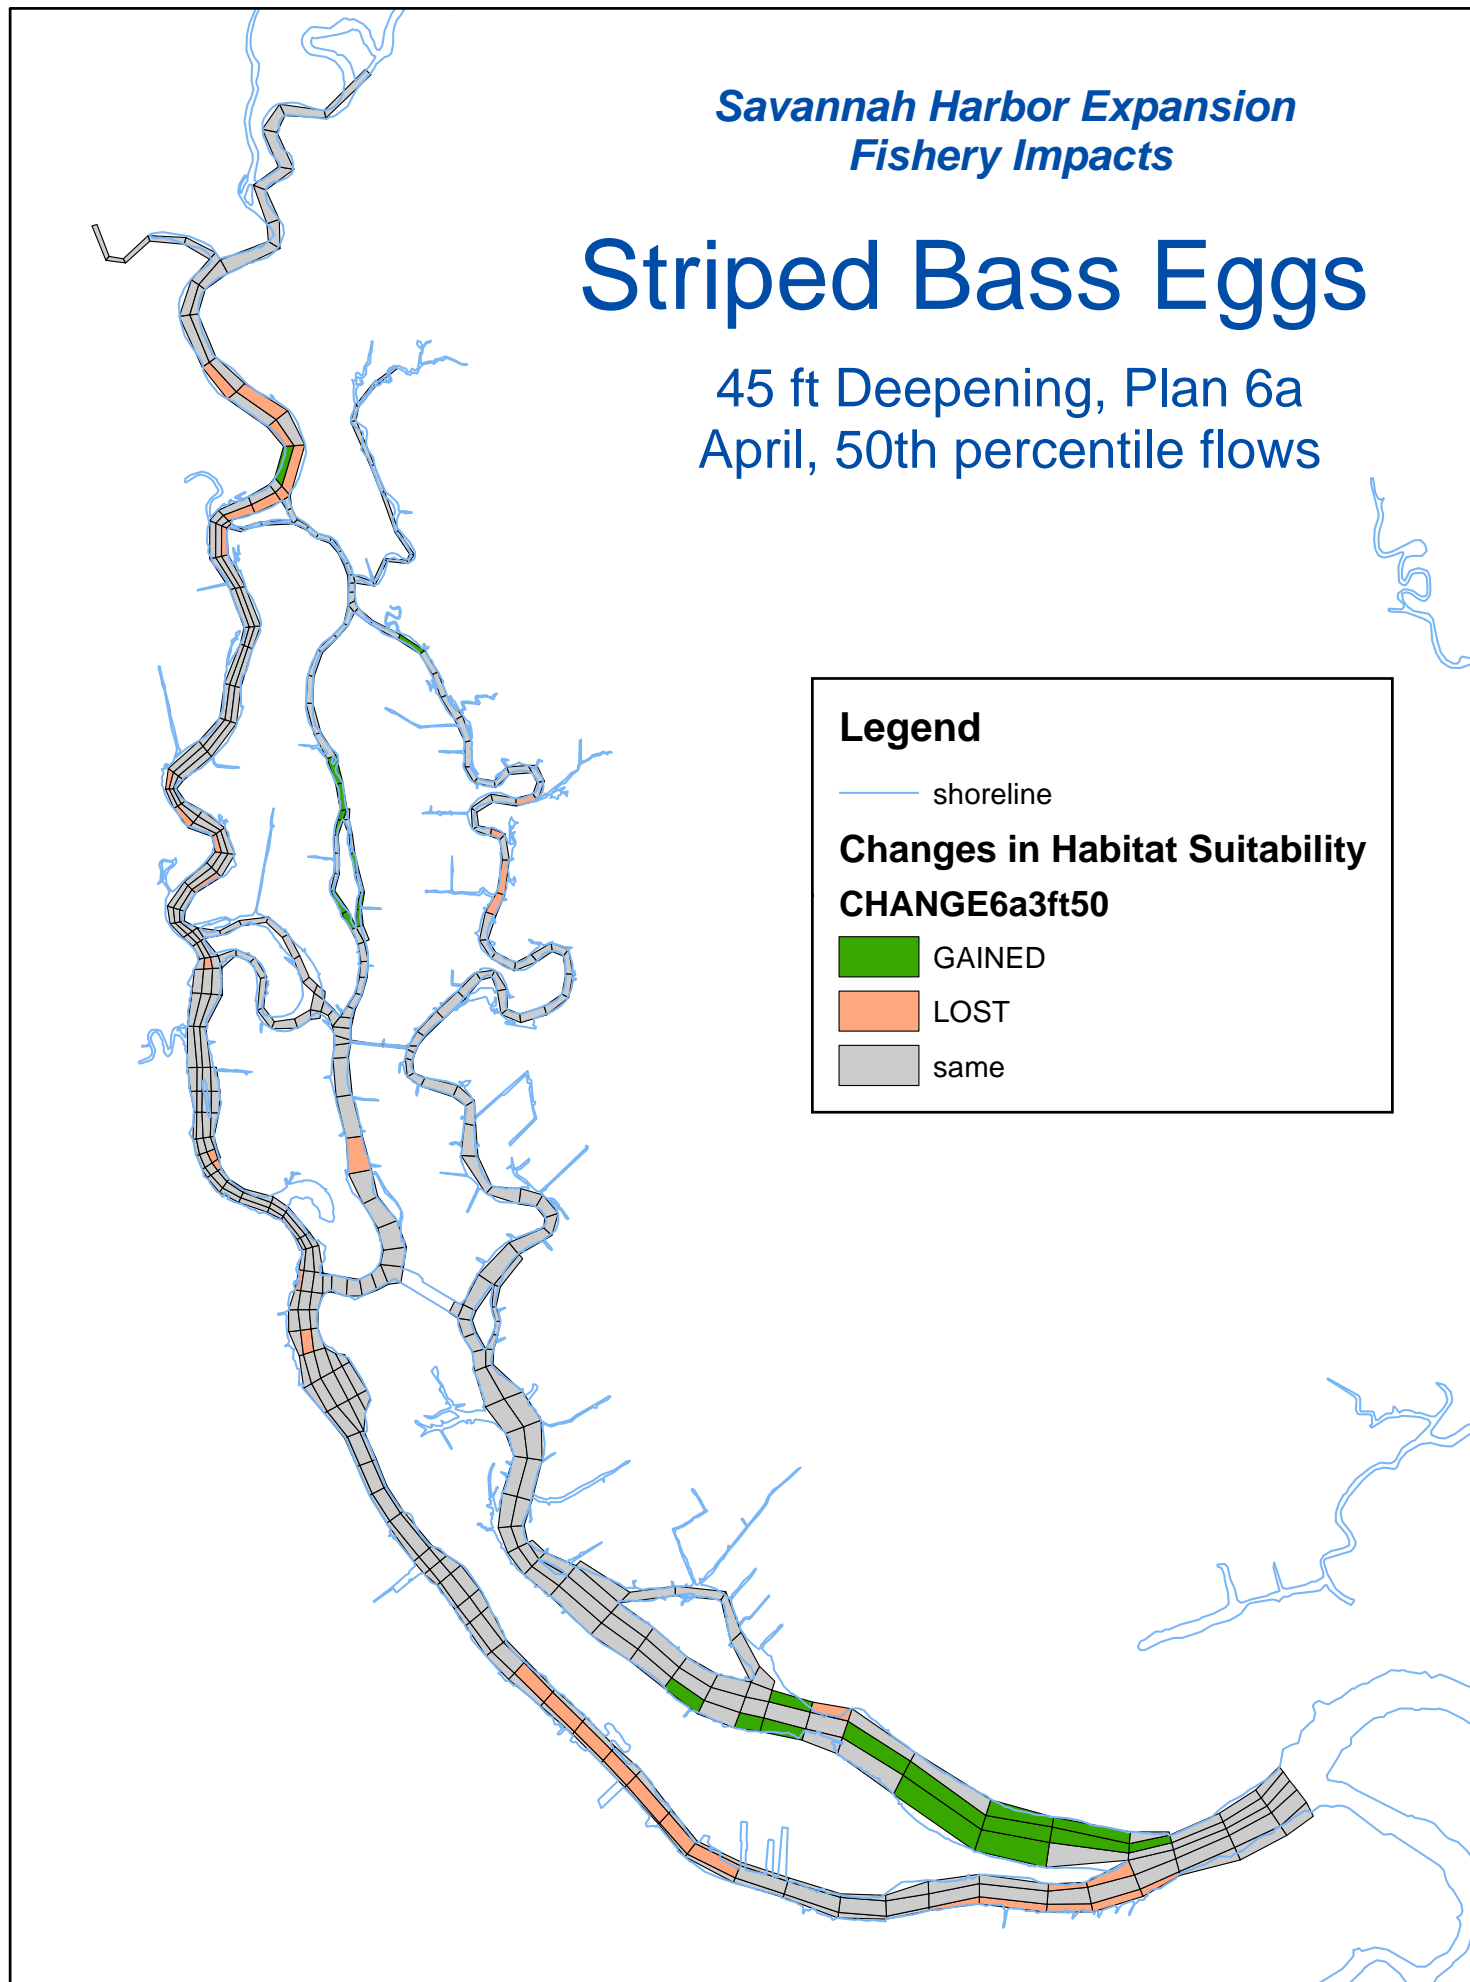 Savannah Harbor Expansion
Fishery Impacts
Striped Bass Eggs
45 ft Deepening, Plan 6a
April, 50th percentile flows
Legend
shoreline
Changes in Habitat Suitability
CHANGE6a3ft50
GAINED
LOST
same